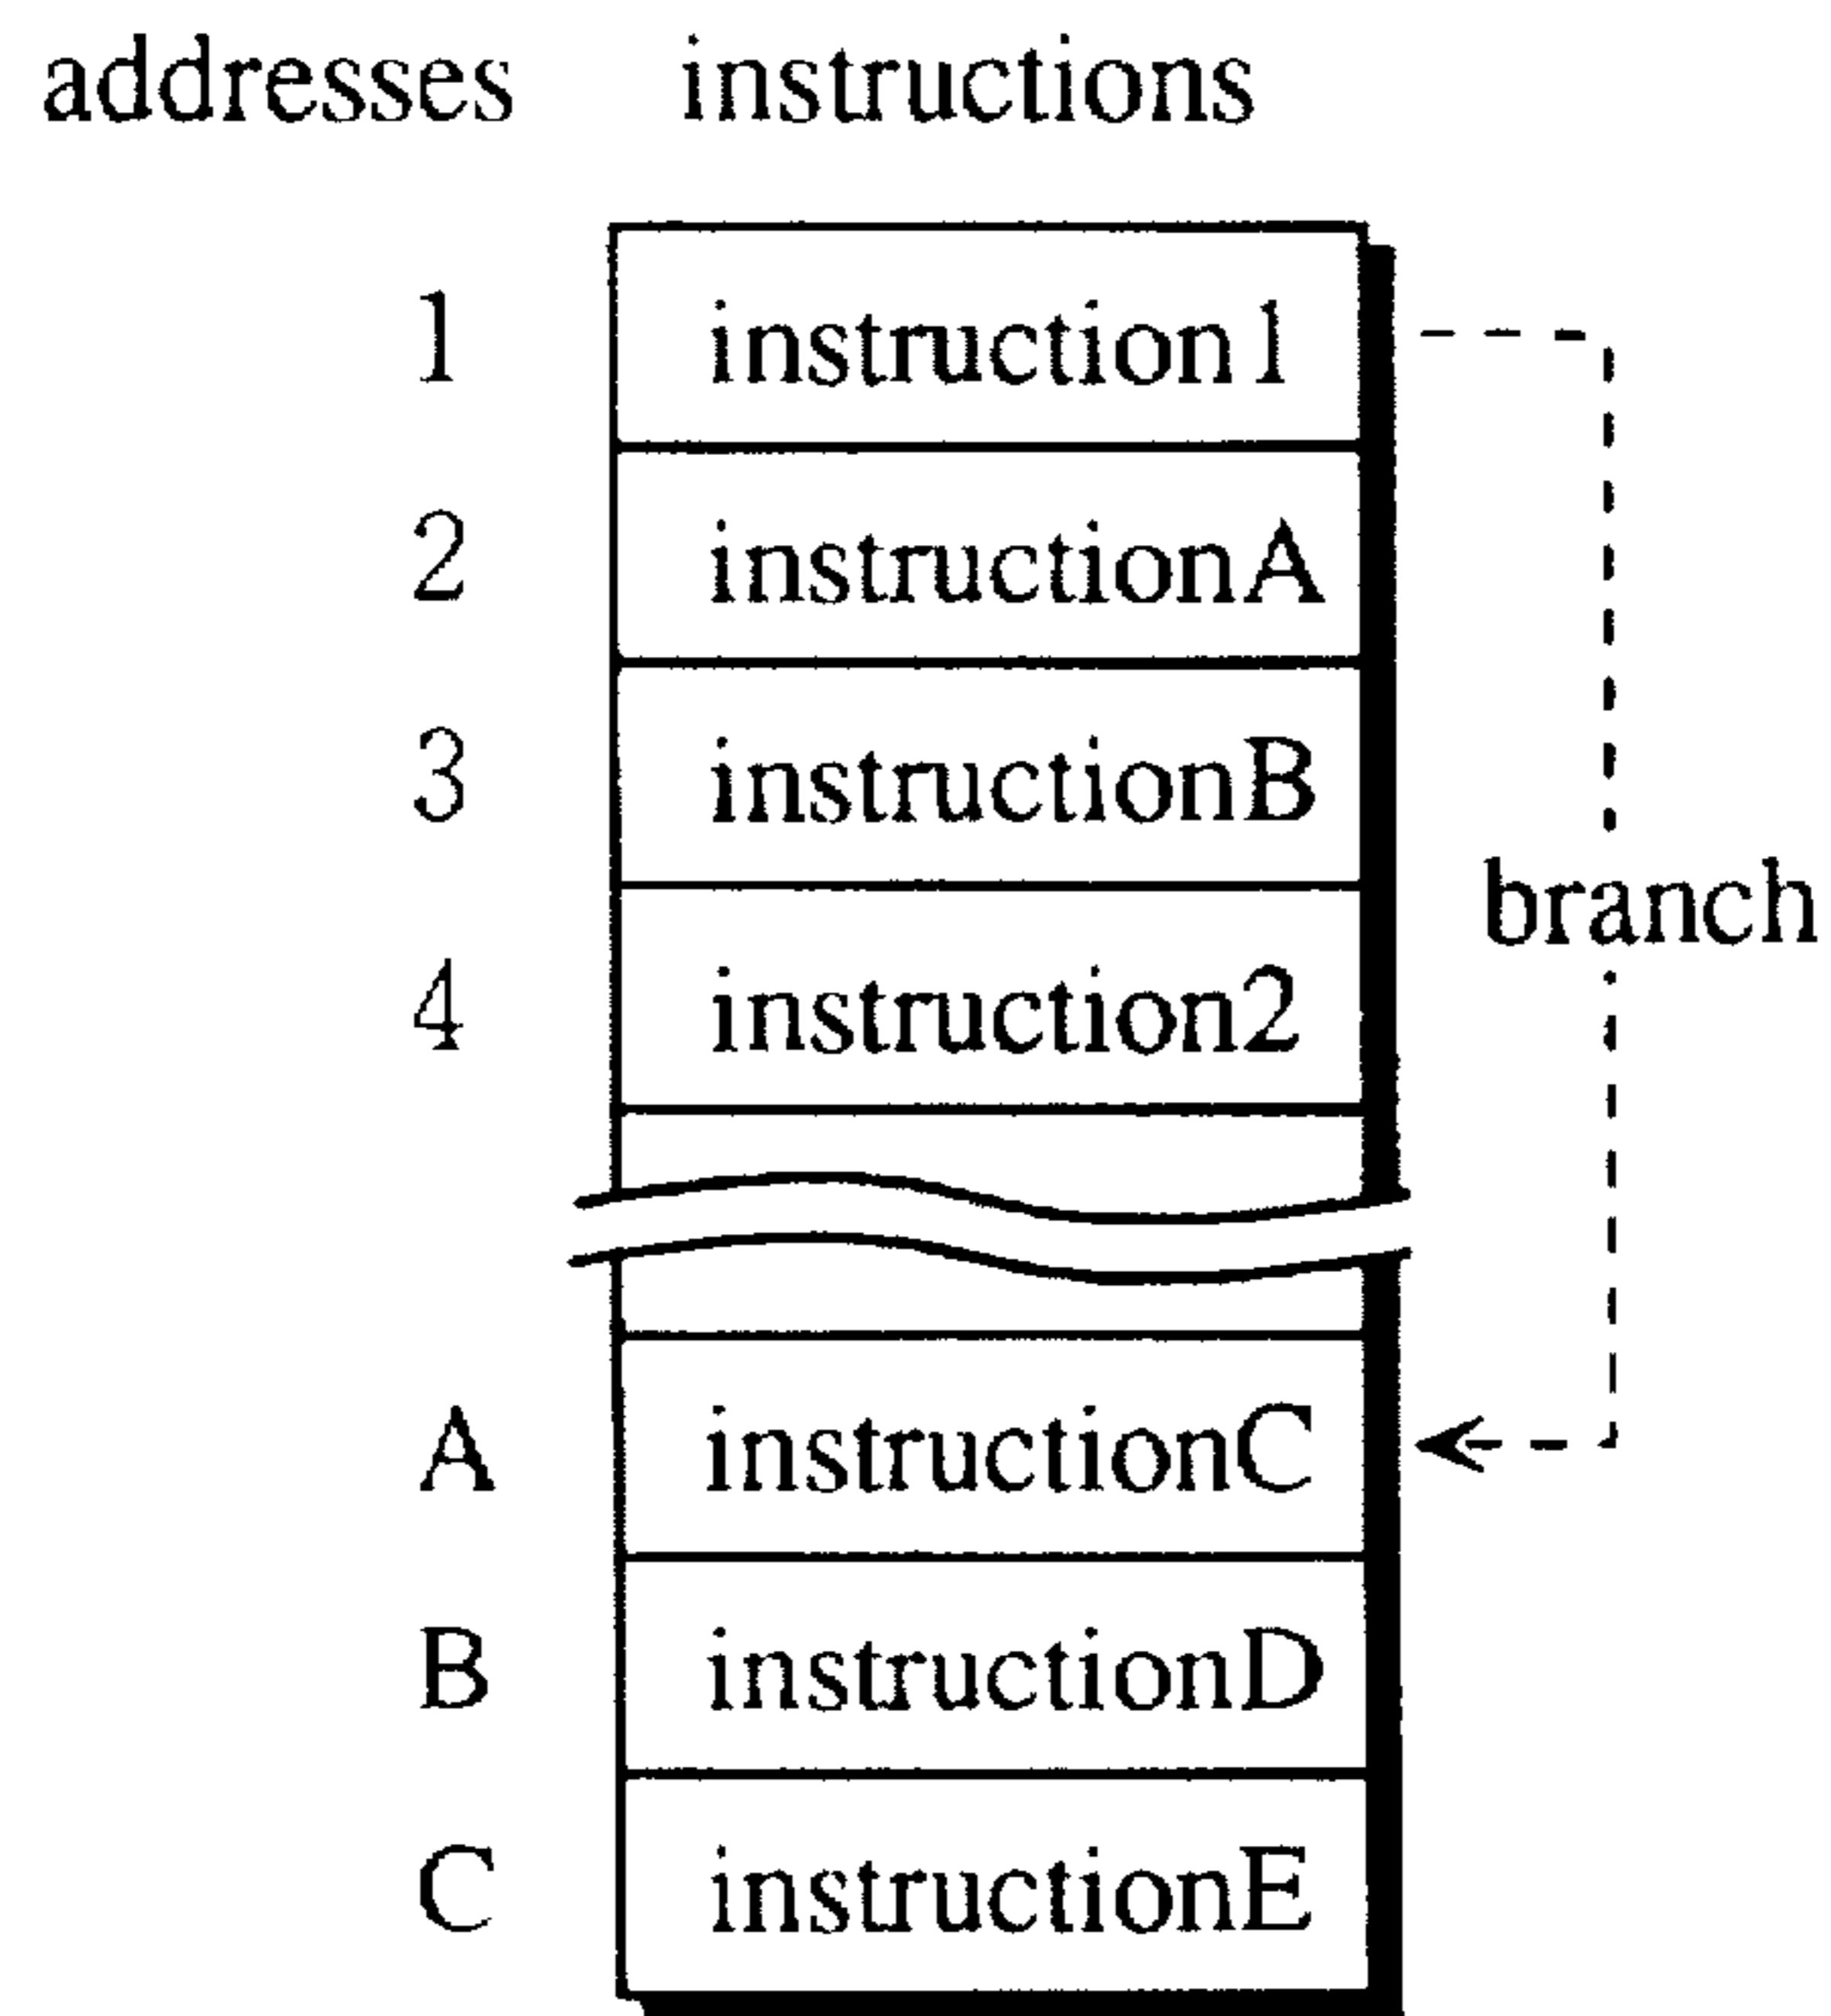 addresses instructions
1 instruction1
2 instructionA
3 instructionB
branch
4 instruction2
A instructionC
B instructionD
C instructionE